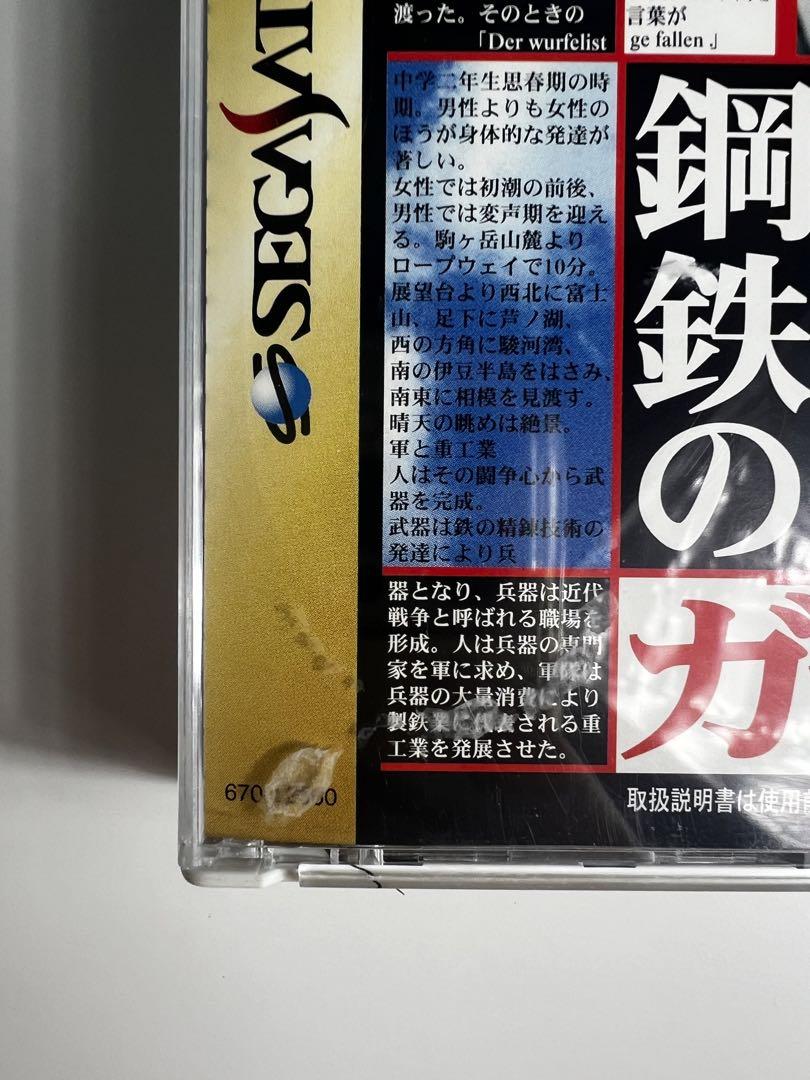 渡った。そのときの
「Der wurfelist
言葉が
ge fallen」
SEGA
中学二年生思春期の時
期。男性よりも女性の
ほうが身体的な発達が
著しい。
女性では初潮の前後、
男性では変声期を迎え
る。駒ヶ岳山麓より
ロープウェイで10分。
展望台より西北に富士
山、足下に芦ノ湖、
西の方角に駿河湾、
南の伊豆半島をはさみ、
南東に相模を見渡す。
晴天の眺めは絶景。
軍と重工業
人はその闘争心から武
器を完成。
武器は鉄の精錬技術の
発達により兵
器となり、兵器は近代
戦争と呼ばれる職場を
形成。人は兵器の専門
家を軍に求め、軍隊は
兵器の大量消費により
製鉄業に代表される重
工業を発展させた。
鋼
鉄
の
ガ
取扱説明書は使用前